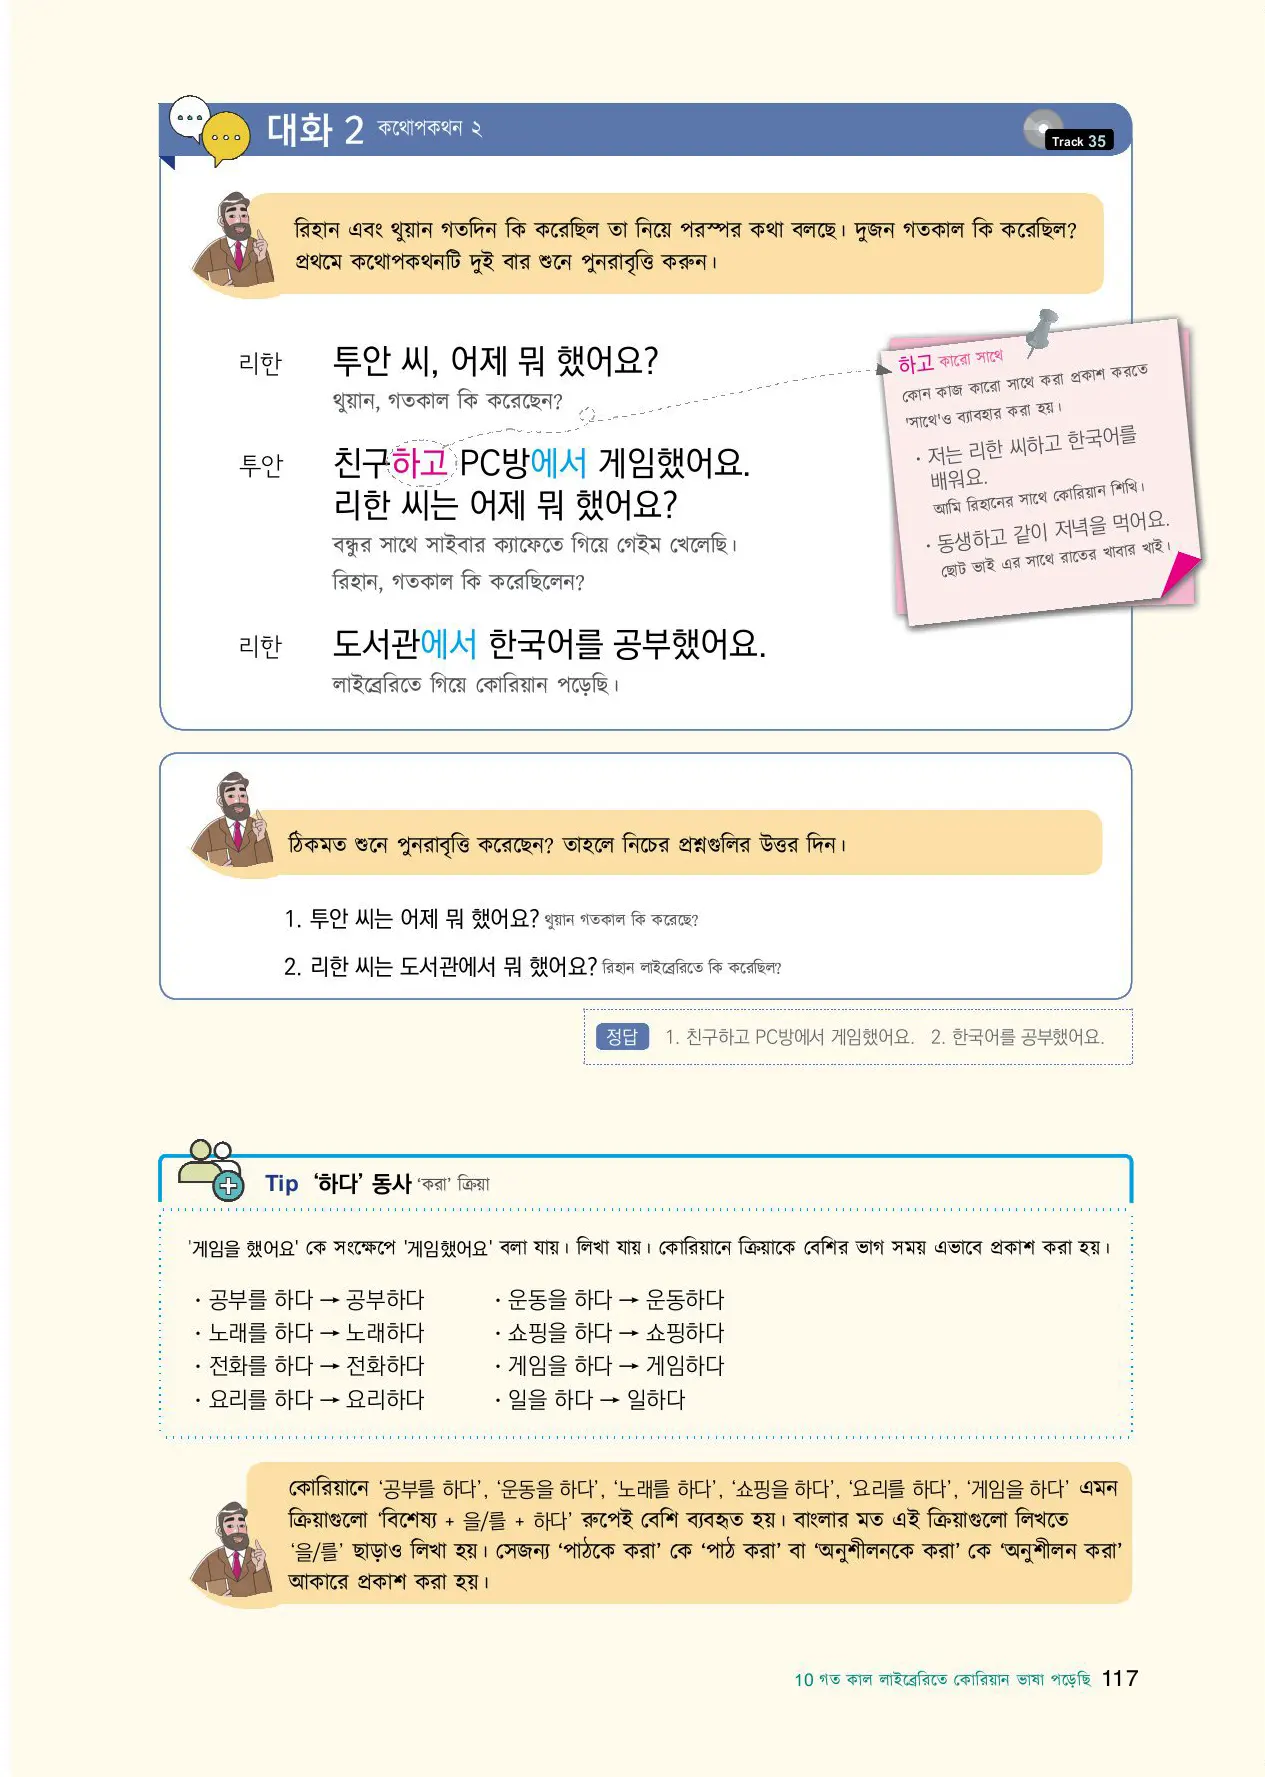 대화 2 কথোপকথন ২
Track 35
রিহান এবং থুয়ান গতদিন কি করেছিল তা নিয়ে পরস্পর কথা বলছে। দুজন গতকাল কি করেছিল?
প্রথমে কথোপকথনটি দুই বার শুনে পুনরাবৃত্তি করুন।
리한 투안 씨, 어제 뭐 했어요?
থুয়ান, গতকাল কি করেছেন?
투안 친구하고 PC방에서 게임했어요.
리한 씨는 어제 뭐 했어요?
বন্ধুর সাথে সাইবার ক্যাফেতে গিয়ে গেইম খেলেছি।
রিহান, গতকাল কি করেছিলেন?
리한 도서관에서 한국어를 공부했어요.
লাইব্রেরিতে গিয়ে কোরিয়ান পড়েছি।
하고 কারো সাথে
কোন কাজ কারো সাথে করা প্রকাশ করতে
'সাথে'ও ব্যাবহার করা হয়।
· 저는 리한 씨하고 한국어를
배워요.
আমি রিহানের সাথে কোরিয়ান শিখি।
· 동생하고 같이 저녁을 먹어요.
ছোট ভাই এর সাথে রাতের খাবার খাই।
ঠিকমত শুনে পুনরাবৃত্তি করেছেন? তাহলে নিচের প্রশ্নগুলির উত্তর দিন।
1. 투안 씨는 어제 뭐 했어요? থুয়ান গতকাল কি করেছে?
2. 리한 씨는 도서관에서 뭐 했어요? রিহান লাইব্রেরিতে কি করেছিল?
정답 1. 친구하고 PC방에서 게임했어요. 2. 한국어를 공부했어요.
Tip ‘하다’ 동사 ‘করা’ ক্রিয়া
'게임을 했어요' কে সংক্ষেপে '게임했어요' বলা যায়। লিখা যায়। কোরিয়ানে ক্রিয়াকে বেশির ভাগ সময় এভাবে প্রকাশ করা হয়।
· 공부를 하다 → 공부하다 · 운동을 하다 → 운동하다
· 노래를 하다 → 노래하다 · 쇼핑을 하다 → 쇼핑하다
· 전화를 하다 → 전화하다 · 게임을 하다 → 게임하다
· 요리를 하다 → 요리하다 · 일을 하다 → 일하다
কোরিয়ানে ‘공부를 하다’, ‘운동을 하다’, ‘노래를 하다’, ‘쇼핑을 하다’, ‘요리를 하다’, ‘게임을 하다’ এমন
ক্রিয়াগুলো ‘বিশেষ্য + 을/를 + 하다’ রুপেই বেশি ব্যবহৃত হয়। বাংলার মত এই ক্রিয়াগুলো লিখতে
‘을/를’ ছাড়াও লিখা হয়। সেজন্য ‘পাঠকে করা’ কে ‘পাঠ করা’ বা ‘অনুশীলনকে করা’ কে ‘অনুশীলন করা’
আকারে প্রকাশ করা হয়।
10 গত কাল লাইব্রেরিতে কোরিয়ান ভাষা পড়েছি 117